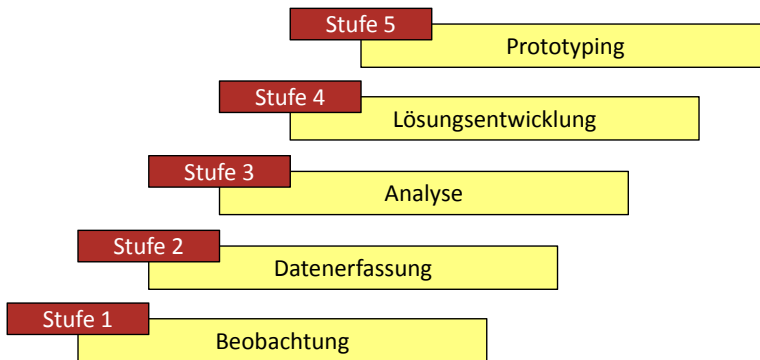 Stufe 5
Prototyping
Stufe 4
Lösungsentwicklung
Stufe 3
Analyse
Stufe 2
Datenerfassung
Stufe 1
Beobachtung